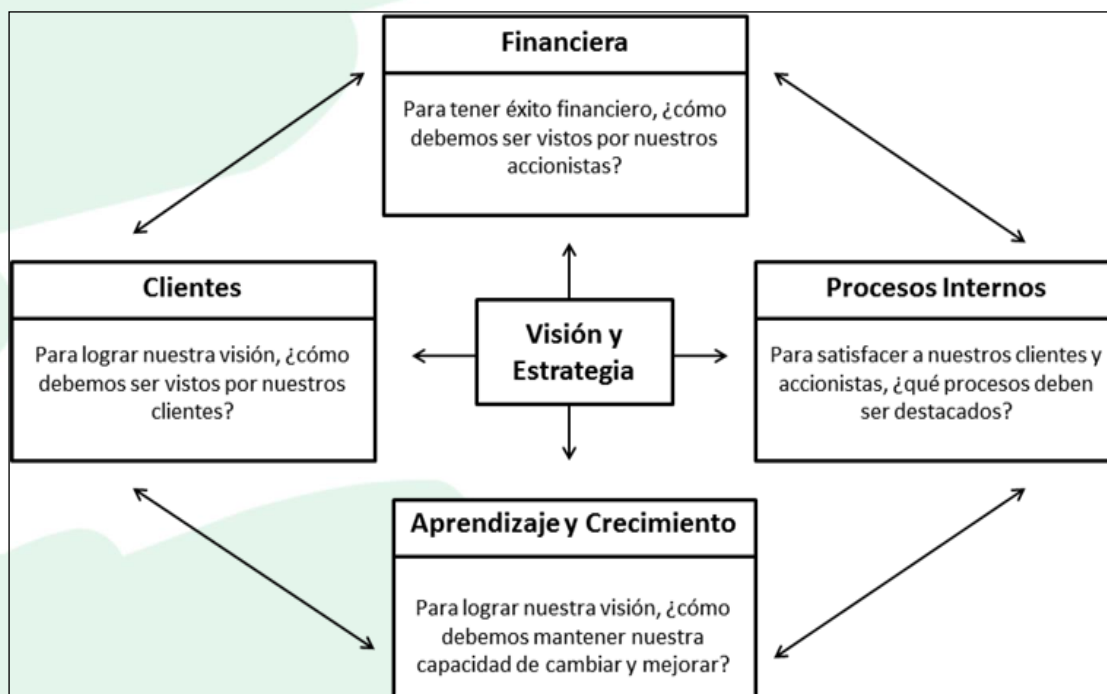 Financiera
Para tener éxito financiero, ¿cómo
debemos ser vistos por nuestros
accionistas?
Clientes
Para lograr nuestra visión, ¿cómo
debemos ser vistos por nuestros
clientes?
Visión y
Estrategia
Procesos Internos
Para satisfacer a nuestros clientes y
accionistas, ¿qué procesos deben
ser destacados?
Aprendizaje y Crecimiento
Para lograr nuestra visión, ¿cómo
debemos mantener nuestra
capacidad de cambiar y mejorar?